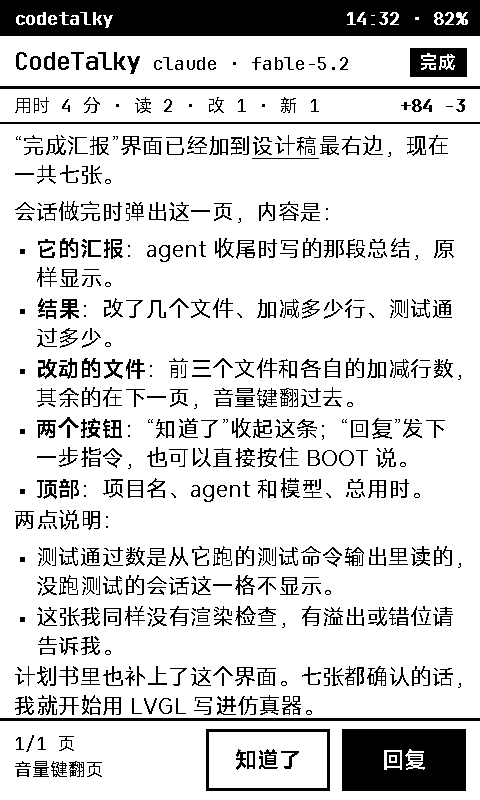 codetalky 14:32 · 82%
CodeTalky claude · fable-5.2 完成
用时 4 分 · 读 2 · 改 1 · 新 1 +84 -3
“完成汇报”界面已经加到设计稿最右边，现在
一共七张。
会话做完时弹出这一页，内容是：
▪ 它的汇报：agent 收尾时写的那段总结，原
样显示。
▪ 结果：改了几个文件、加减多少行、测试通
过多少。
▪ 改动的文件：前三个文件和各自的加减行数，
其余的在下一页，音量键翻过去。
▪ 两个按钮：“知道了”收起这条；“回复”发下
一步指令，也可以直接按住 BOOT 说。
▪ 顶部：项目名、agent 和模型、总用时。
两点说明：
▪ 测试通过数是从它跑的测试命令输出里读的，
没跑测试的会话这一格不显示。
▪ 这张我同样没有渲染检查，有溢出或错位请
告诉我。
计划书里也补上了这个界面。七张都确认的话，
我就开始用 LVGL 写进仿真器。
1/1 页
音量键翻页
知道了
回复